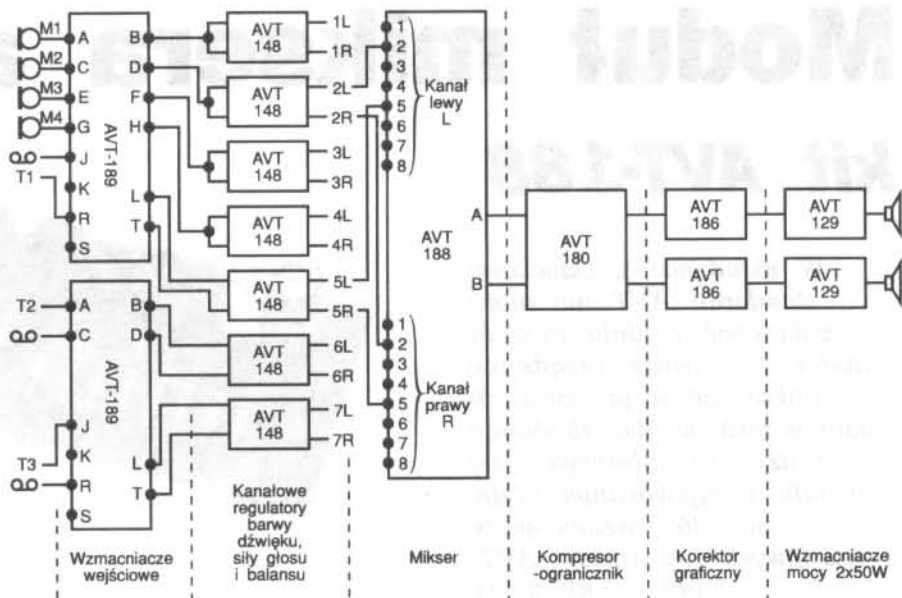 Moduł miksera a
kit AVT-189
M1
M2
M3
M4
T1
A
C
E
G
J
K
R
S
AVT-189
B
D
F
H
L
T
T2
T3
A
C
J
K
R
S
AVT-189
B
D
L
T
Wzmacniacze
wejściowe
AVT
148
1L
1R
AVT
148
2L
2R
AVT
148
3L
3R
AVT
148
4L
4R
AVT
148
5L
5R
AVT
148
6L
6R
AVT
148
7L
7R
Kanałowe
regulatory
barwy
dźwięku,
siły głosu
i balansu
1
2
3
4
5
6
7
8
Kanał
lewy
L
AVT
188
A
B
1
2
3
4
5
6
7
8
Kanał
prawy
R
Mikser
AVT
180
Kompresor
-ogranicznik
AVT
186
AVT
186
Korektor
graficzny
AVT
129
AVT
129
Wzmacniacze
mocy 2x50W